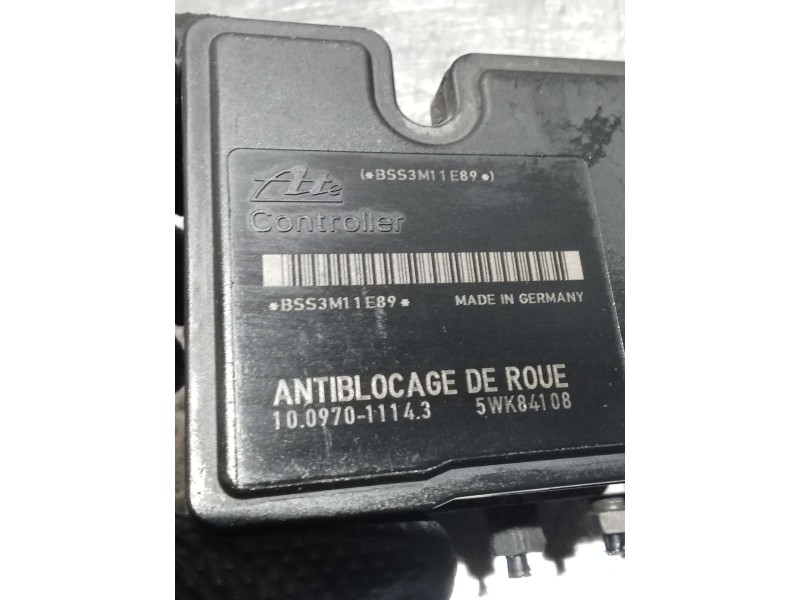 (*BSS3M11E89*)
Ate
Controller
*BSS3M11E89* MADE IN GERMANY
ANTIBLOCAGE DE ROUE
10.0970-1114.3 5WK84108